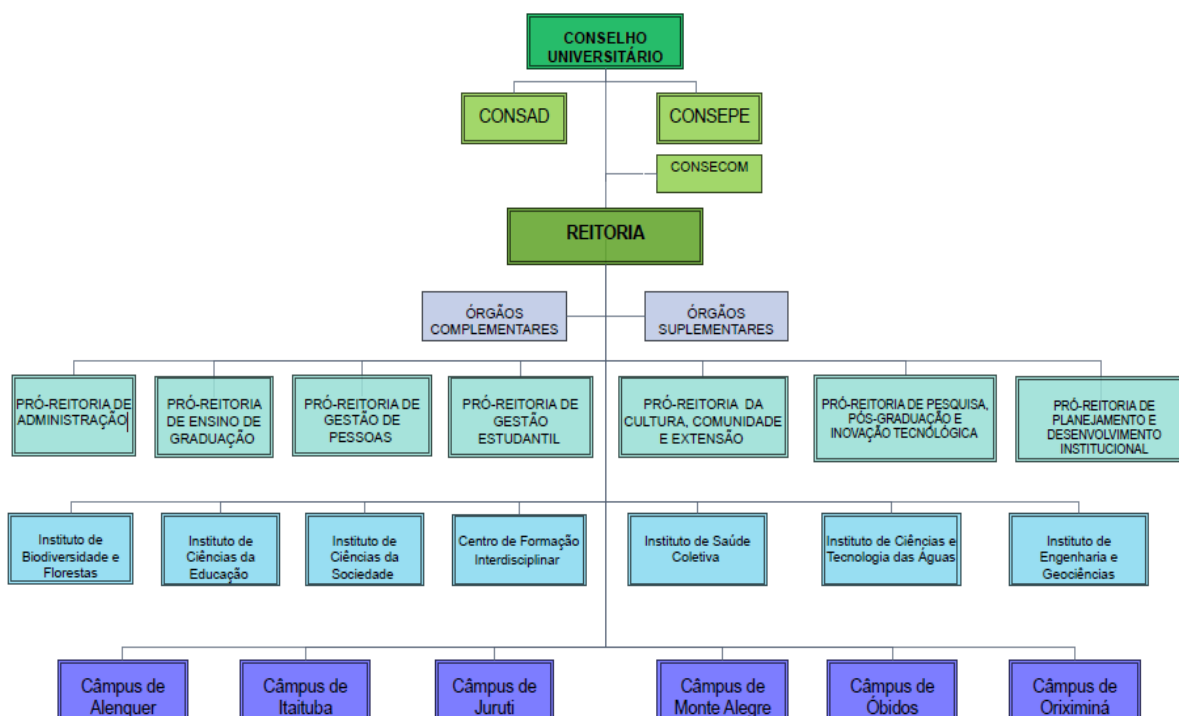 CONSELHO
UNIVERSITÁRIO
CONSAD
CONSEPE
CONSECOM
REITORIA
ÓRGÃOS
COMPLEMENTARES
ÓRGÃOS
SUPLEMENTARES
PRÓ-REITORIA DE
ADMINISTRAÇÃO
PRÓ-REITORIA
DE ENSINO DE
GRADUAÇÃO
PRÓ-REITORIA DE
GESTÃO DE
PESSOAS
PRÓ-REITORIA DE
GESTÃO
ESTUDANTIL
PRÓ-REITORIA DA
CULTURA, COMUNIDADE
E EXTENSÃO
PRÓ-REITORIA DE PESQUISA,
PÓS-GRADUAÇÃO E
INOVAÇÃO TECNOLÓGICA
PRÓ-REITORIA DE
PLANEJAMENTO E
DESENVOLVIMENTO
INSTITUCIONAL
Instituto de
Biodiversidade e
Florestas
Instituto de
Ciências da
Educação
Instituto de
Ciências da
Sociedade
Centro de Formação
Interdisciplinar
Instituto de Saúde
Coletiva
Instituto de Ciências e
Tecnologia das Águas
Instituto de
Engenharia e
Geociências
Câmpus de
Alenquer
Câmpus de
Itaituba
Câmpus de
Juruti
Câmpus de
Monte Alegre
Câmpus de
Óbidos
Câmpus de
Oriximiná